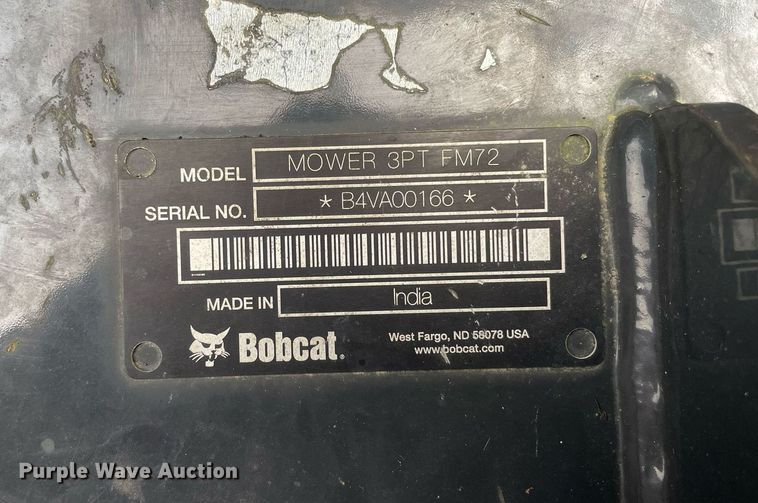 MODEL MOWER 3PT FM72
SERIAL NO. * B4VA00166 *
MADE IN India
Bobcat.
West Fargo, ND 58078 USA
www.bobcat.com
Purple Wave Auction